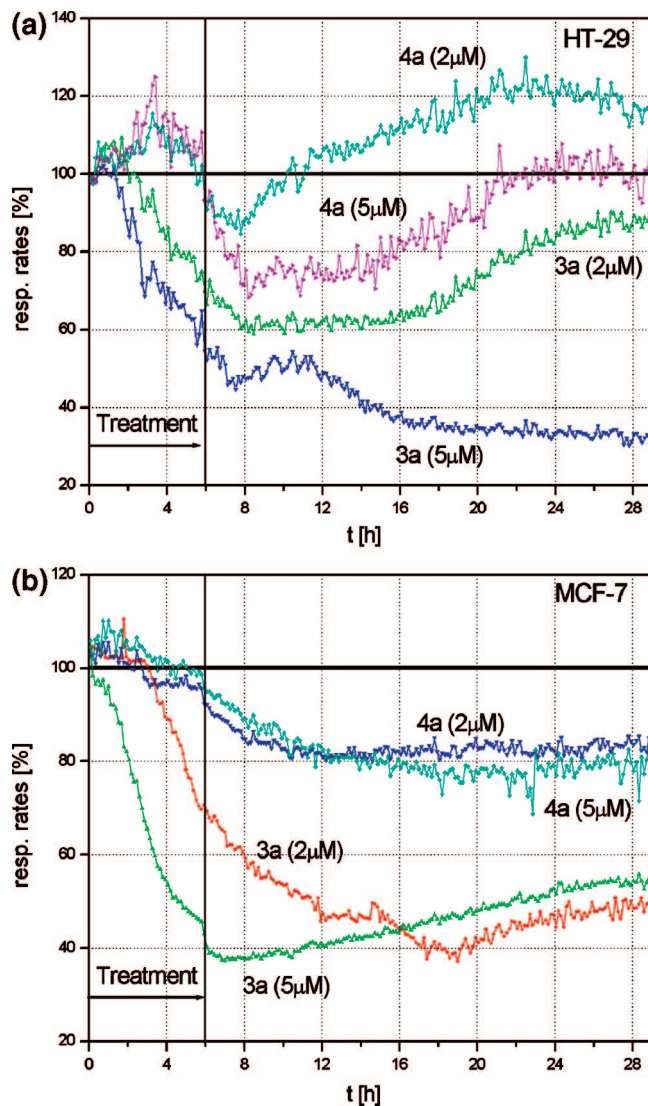 (a)
140
HT-29
4a (2μM)
120
100
4a (5μM)
resp. rates [%]
80
3a (2μM)
60
40
Treatment
3a (5μM)
20
0 4 8 12 16 20 24 28
t [h]
(b)
120
MCF-7
100
4a (2μM)
resp. rates [%]
80
4a (5μM)
3a (2μM)
60
40
Treatment
3a (5μM)
20
0 4 8 12 16 20 24 28
t [h]